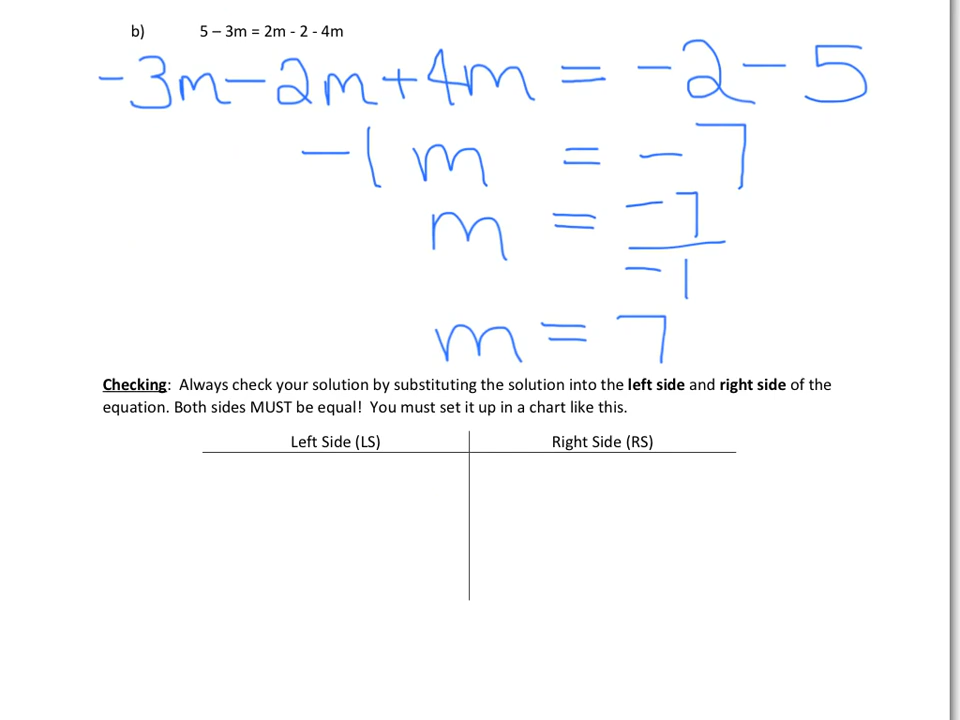 b) 5 – 3m = 2m - 2 - 4m
-3m-2m+4m = -2-5
-1m = -7
m = -7
-1
m = 7
Checking: Always check your solution by substituting the solution into the left side and right side of the
equation. Both sides MUST be equal! You must set it up in a chart like this.
Left Side (LS) Right Side (RS)